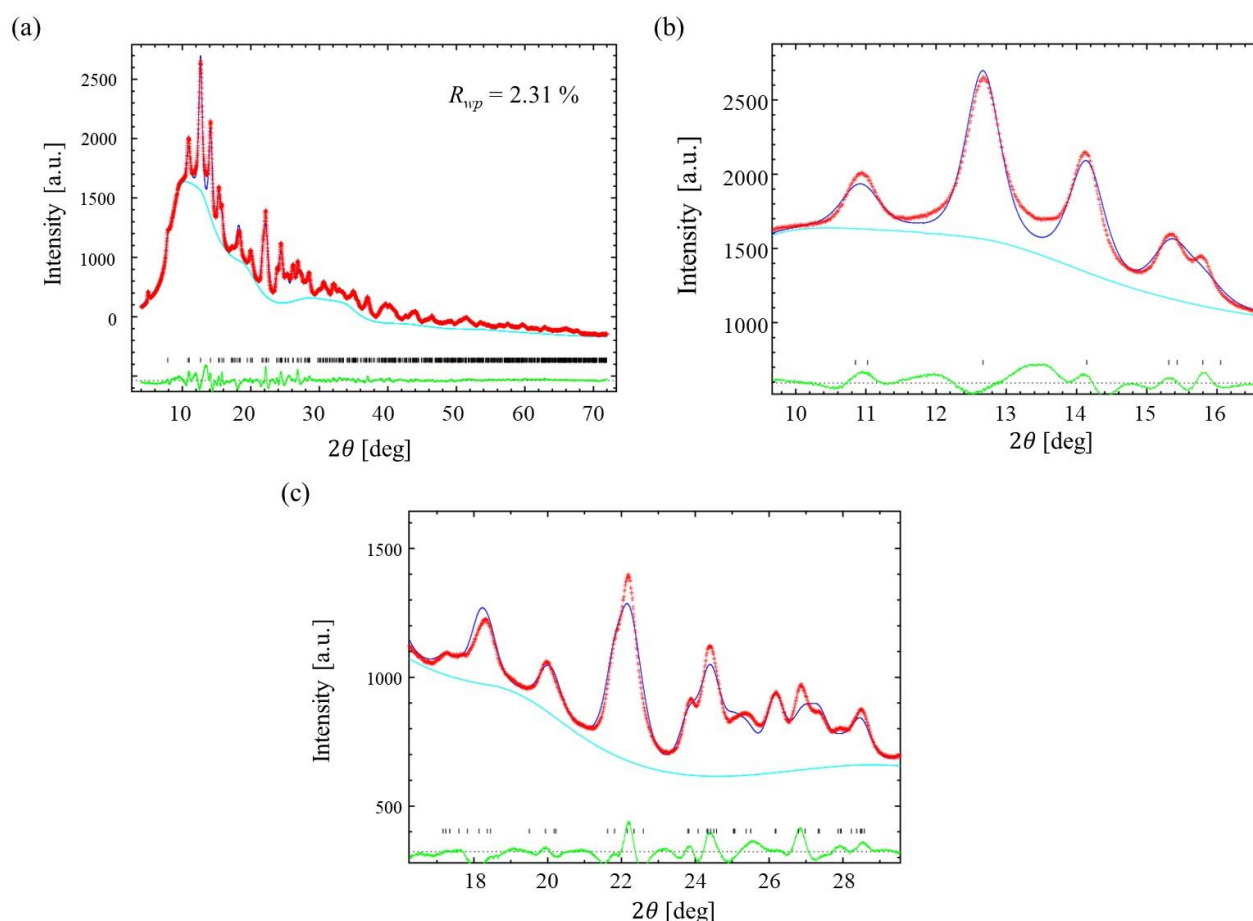 (a)
Intensity [a.u.]
2500
2000
1500
1000
0
R_wp = 2.31 %
10 20 30 40 50 60 70
2θ [deg]
(b)
Intensity [a.u.]
2500
2000
1500
1000
10 11 12 13 14 15 16
2θ [deg]
(c)
Intensity [a.u.]
1500
1000
500
18 20 22 24 26 28
2θ [deg]